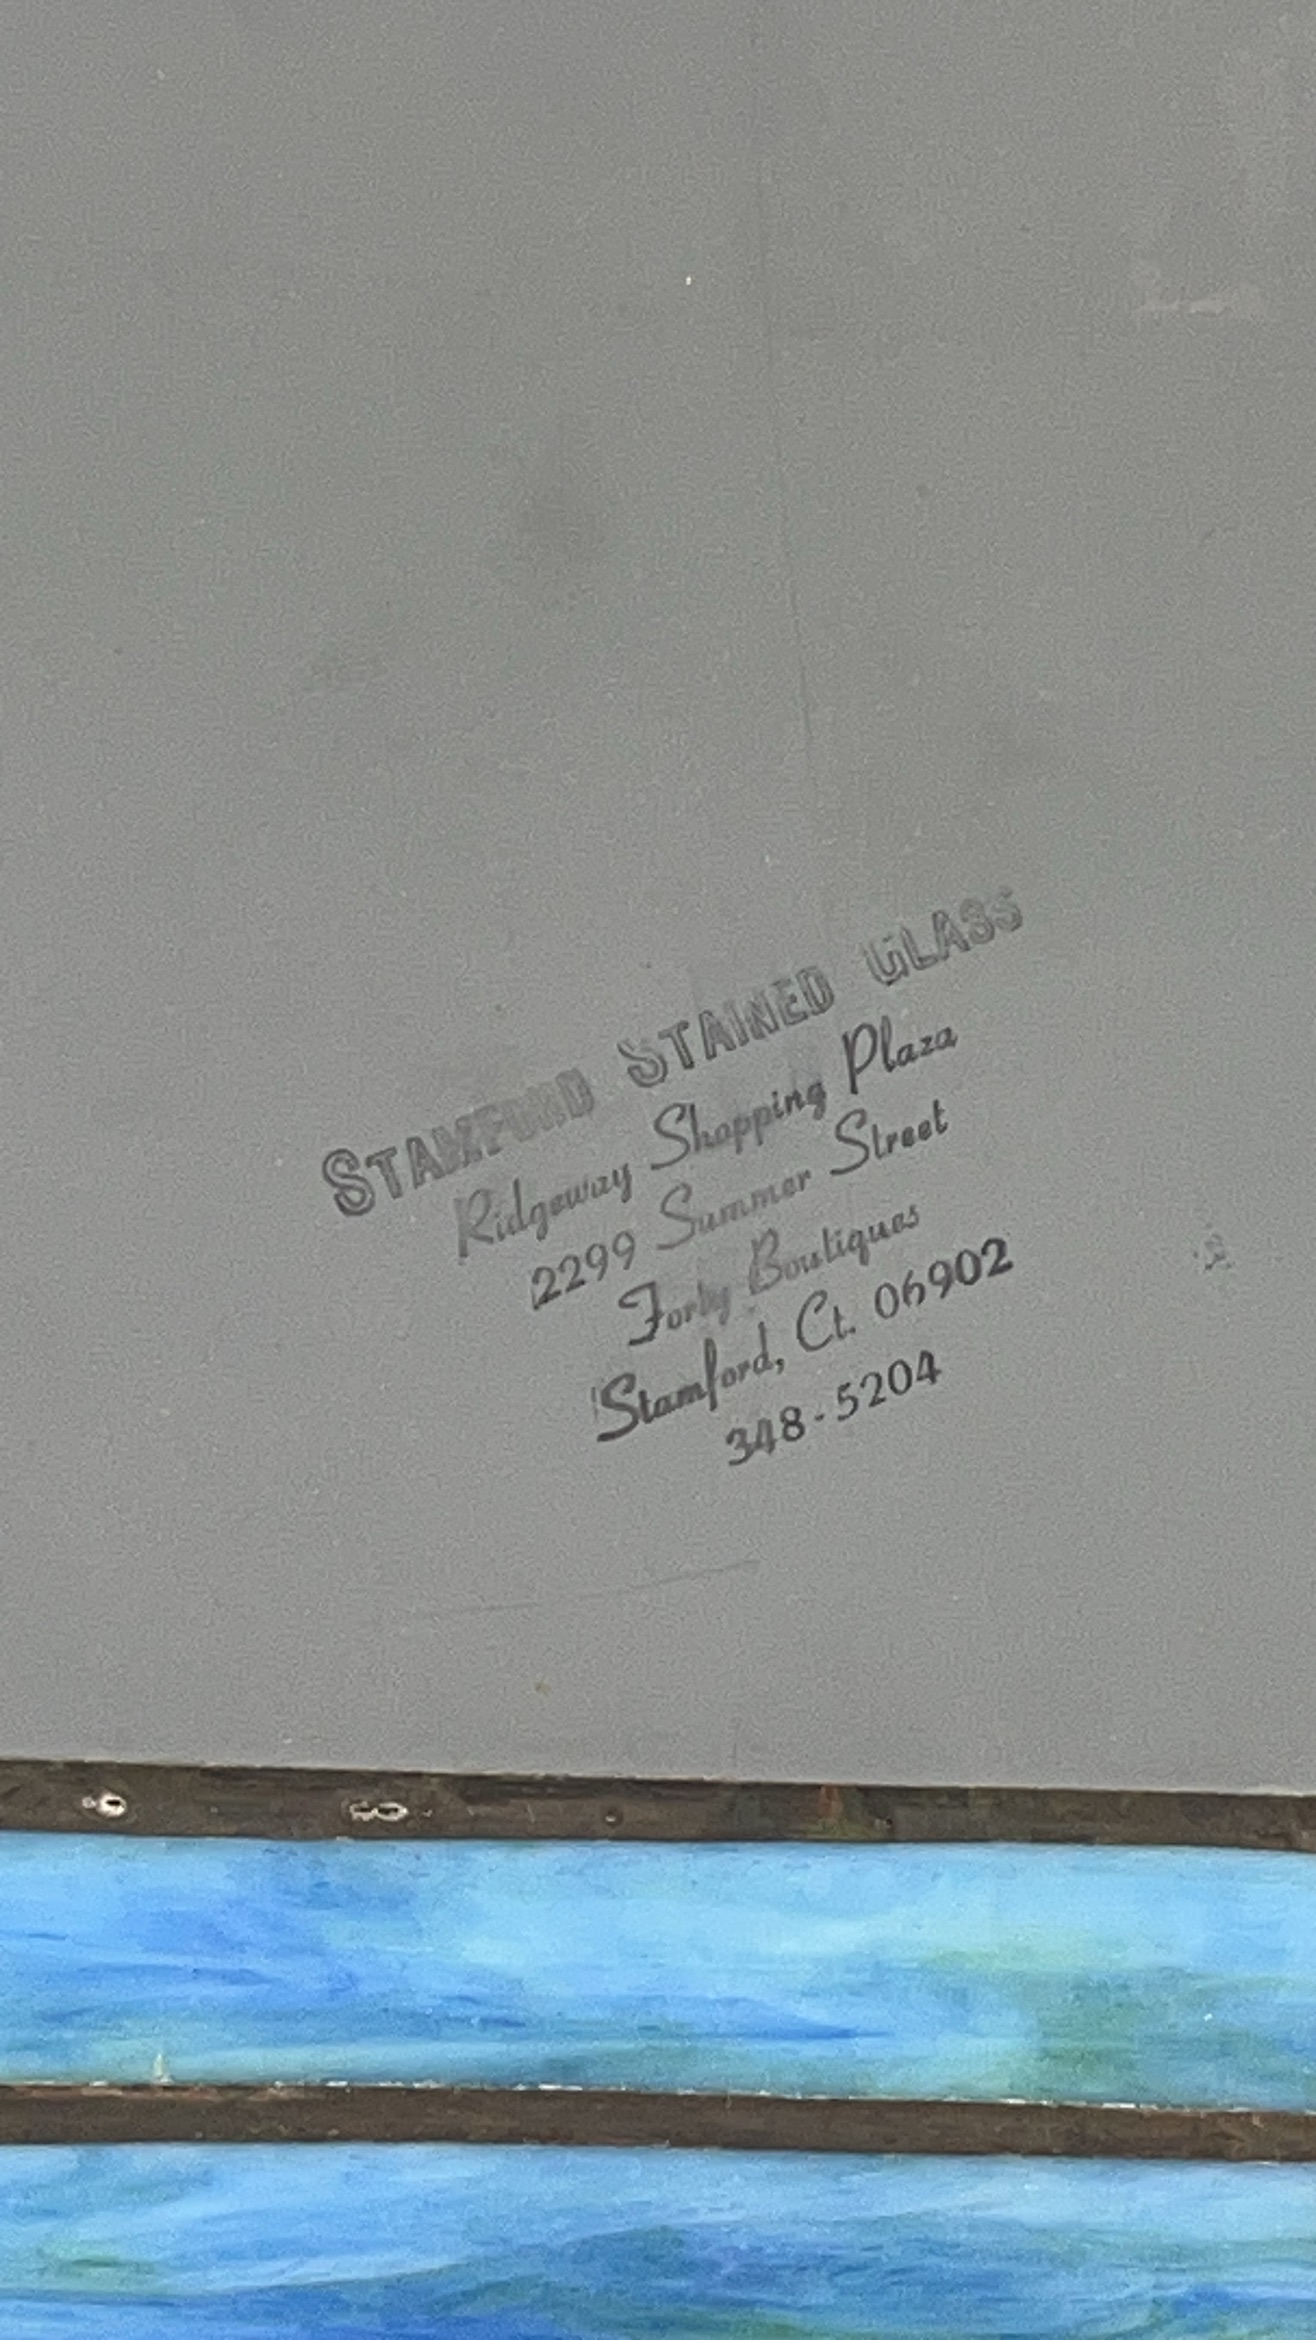 STAMFORD STAINED GLASS
Ridgeway Shopping Plaza
2299 Summer Street
Forty Boutiques
Stamford, Ct. 06902
348-5204